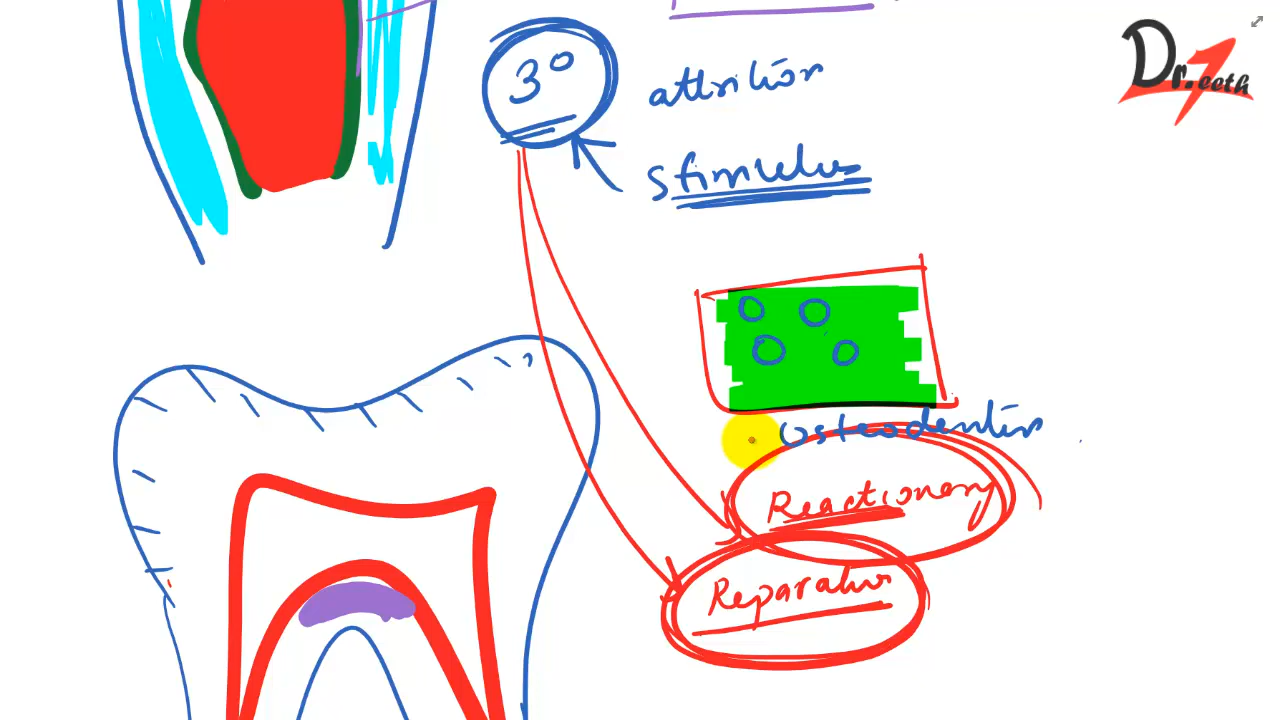 Dr. Teeth
3°
attrition
stimulus
osteodentin
Reactionary
Reparative